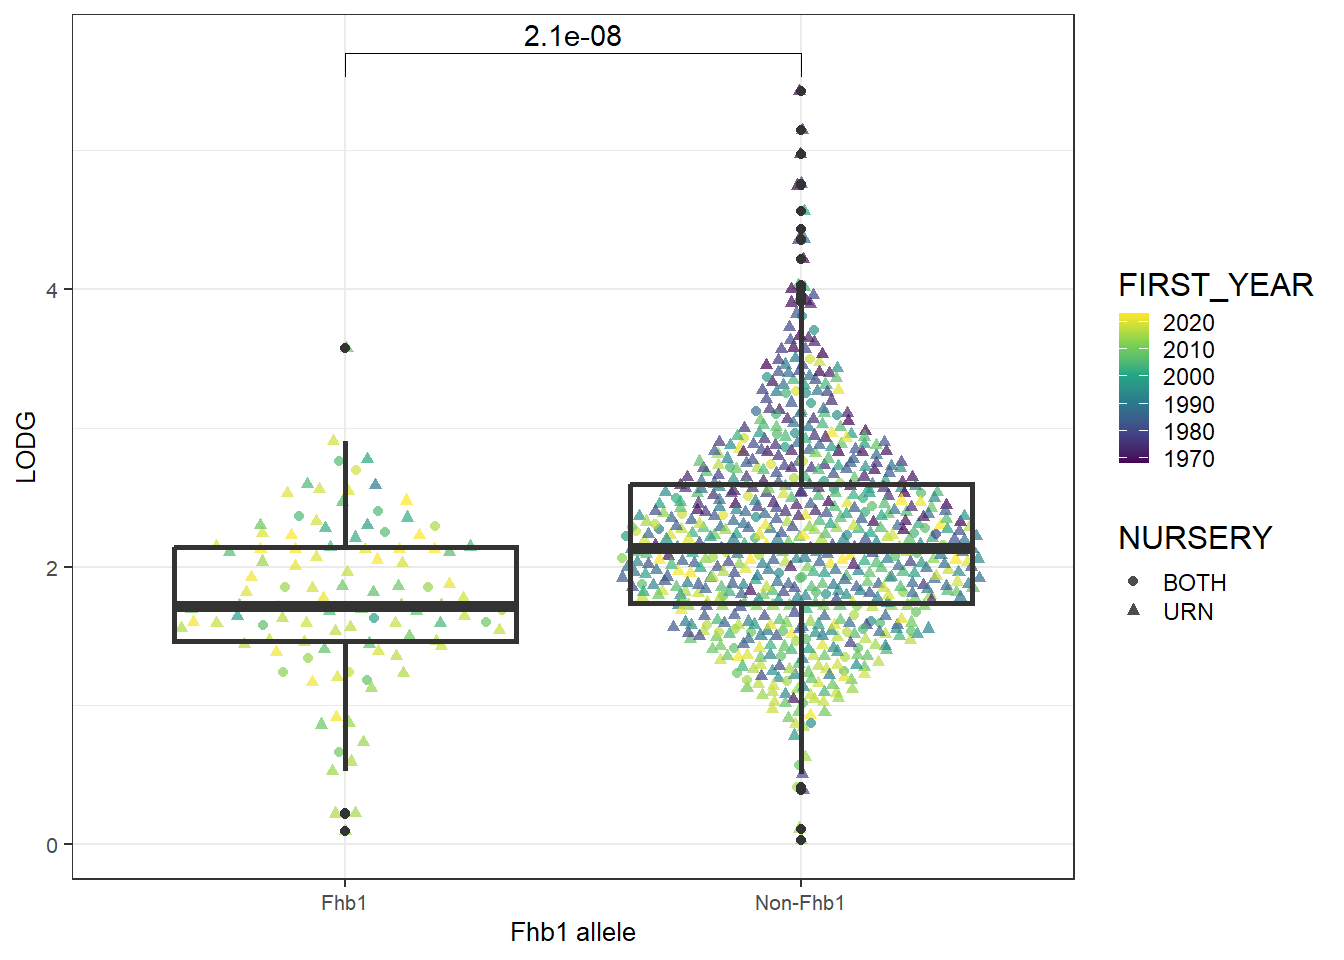 2.1e-08
4
2
0
LODG
Fhb1
Non-Fhb1
Fhb1 allele
FIRST_YEAR
2020
2010
2000
1990
1980
1970
NURSERY
BOTH
URN